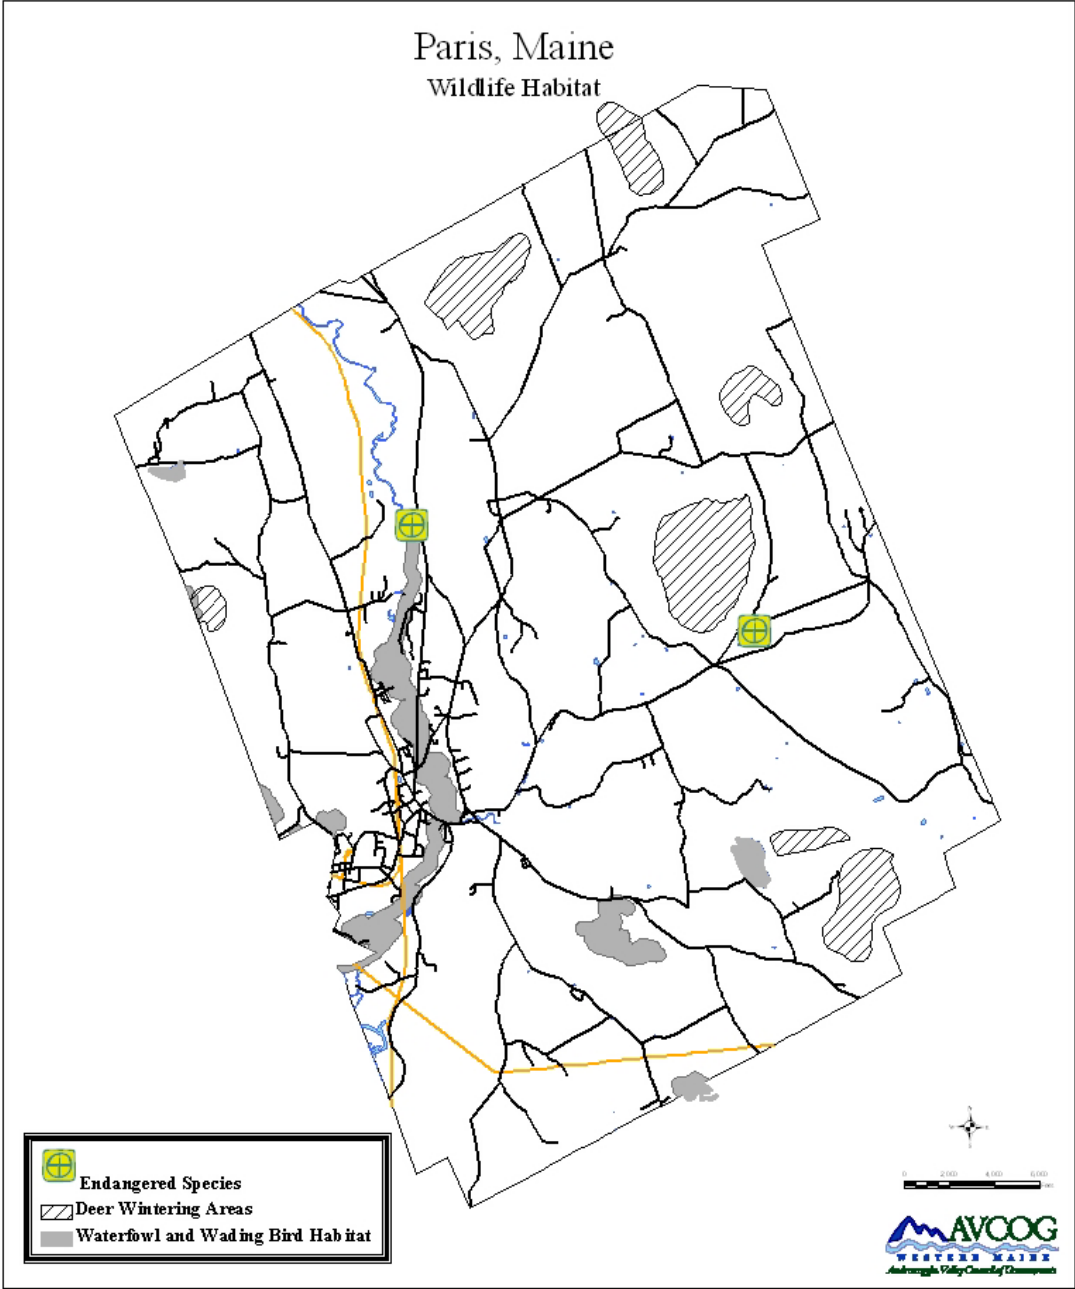 Paris, Maine
Wildlife Habitat
Endangered Species
Deer Wintering Areas
Waterfowl and Wading Bird Habitat
N
W E
S
0 2,000 4,000 6,000
AVCOG
WESTERN MAINE
Androscoggin Valley Council of Governments